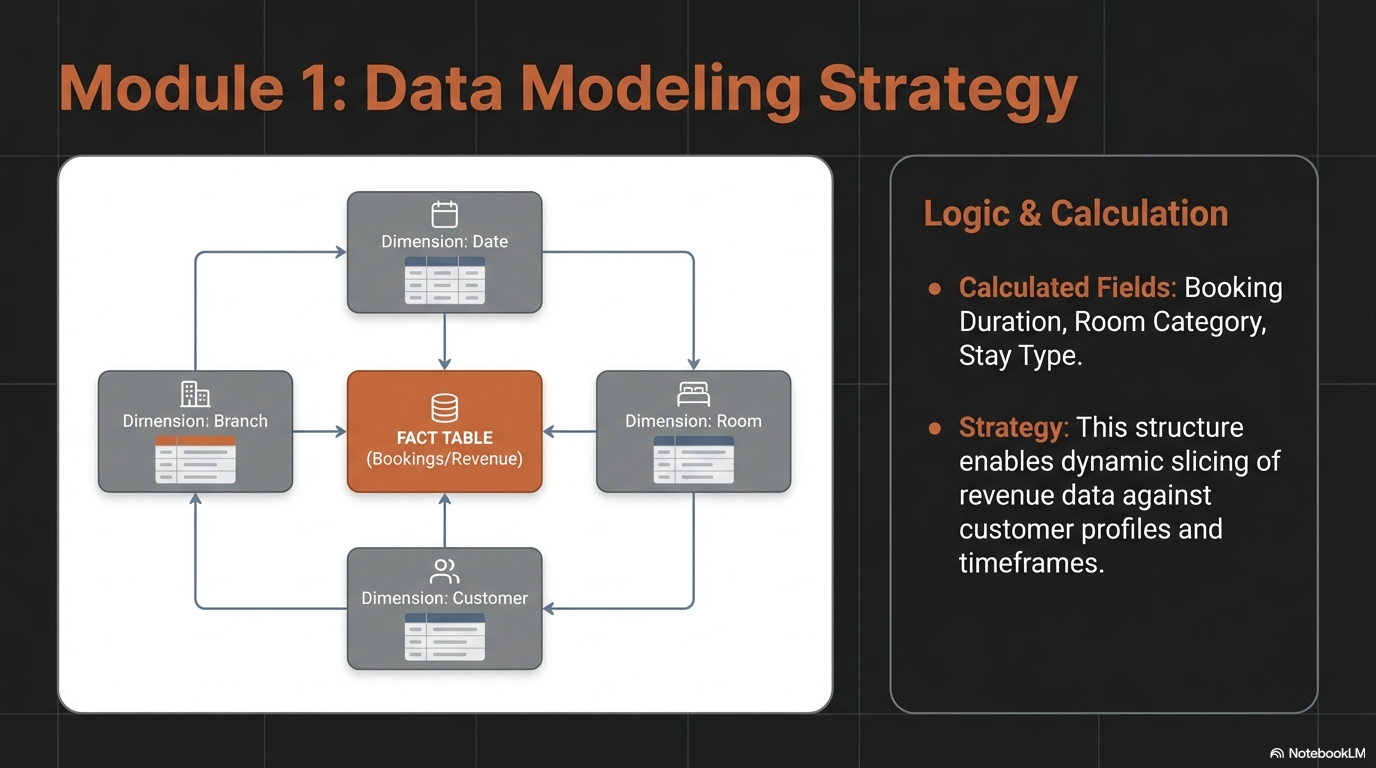 Module 1: Data Modeling Strategy
Dimension: Date
Dimension: Branch
FACT TABLE
(Bookings/Revenue)
Dimension: Room
Dimension: Customer
Logic & Calculation
• Calculated Fields: Booking
Duration, Room Category,
Stay Type.
• Strategy: This structure
enables dynamic slicing of
revenue data against
customer profiles and
timeframes.
NotebookLM